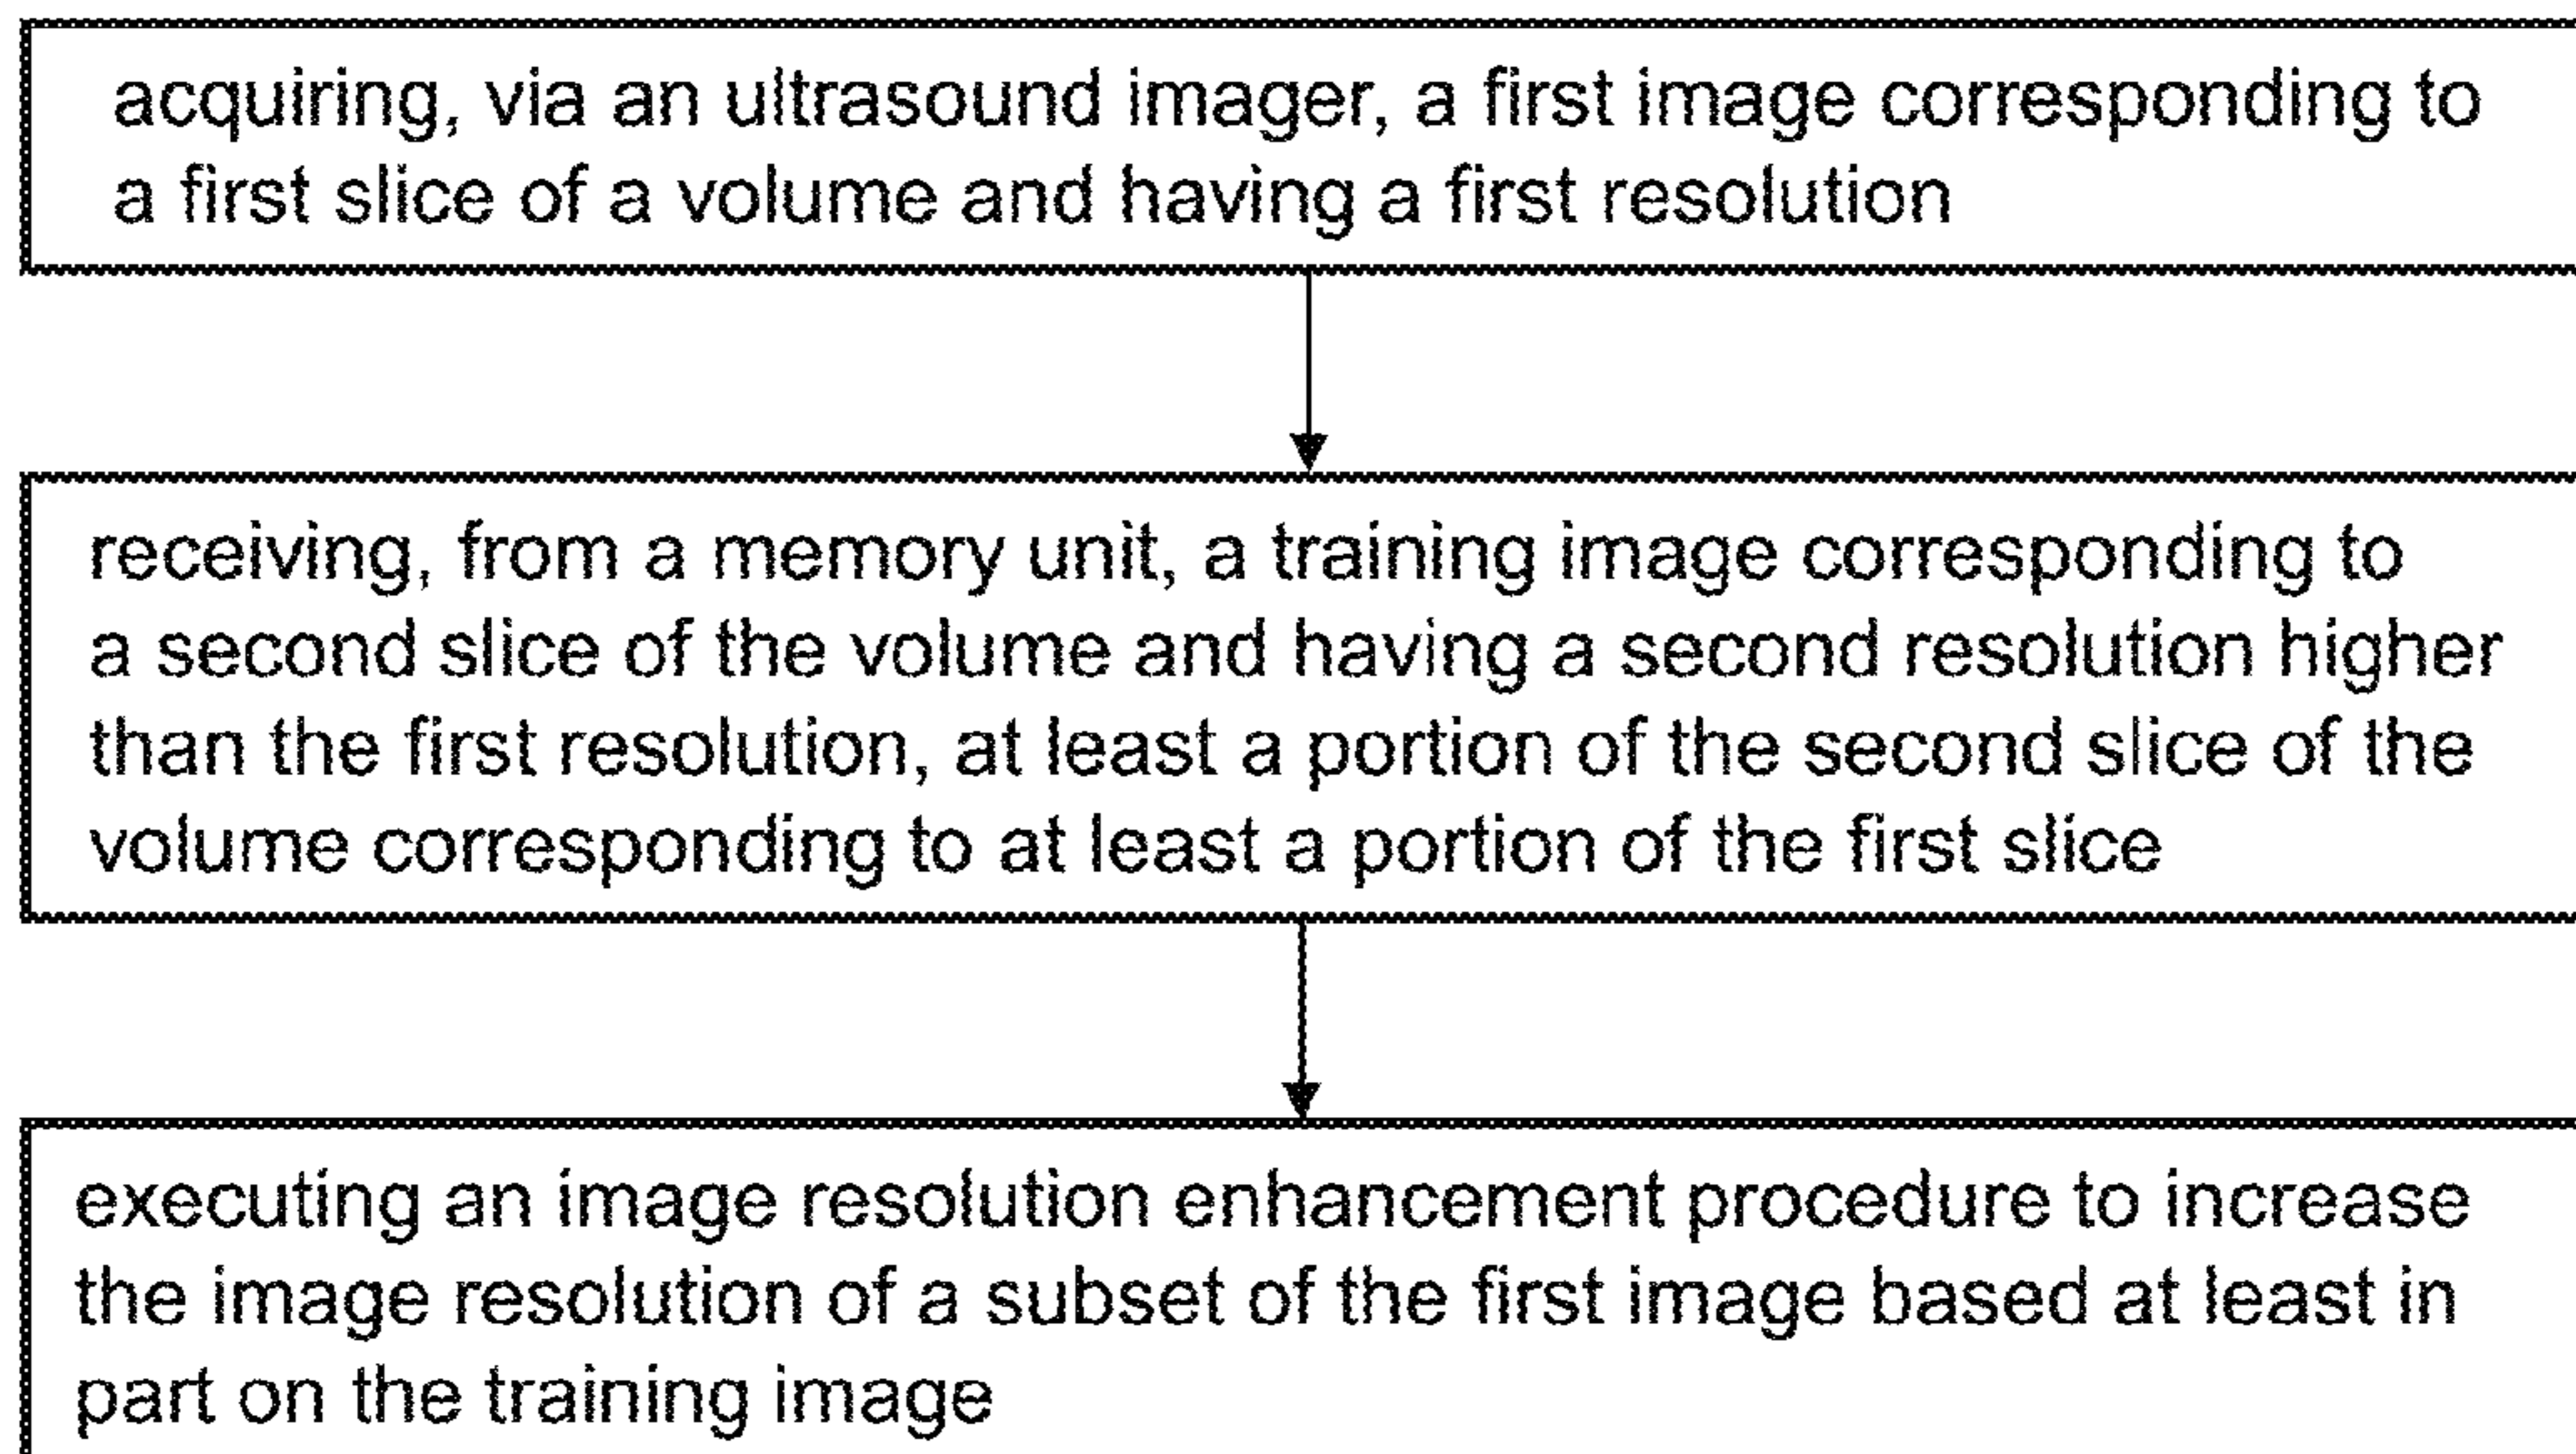 acquiring, via an ultrasound imager, a first image corresponding to
a first slice of a volume and having a first resolution
receiving, from a memory unit, a training image corresponding to
a second slice of the volume and having a second resolution higher
than the first resolution, at least a portion of the second slice of the
volume corresponding to at least a portion of the first slice
executing an image resolution enhancement procedure to increase
the image resolution of a subset of the first image based at least in
part on the training image